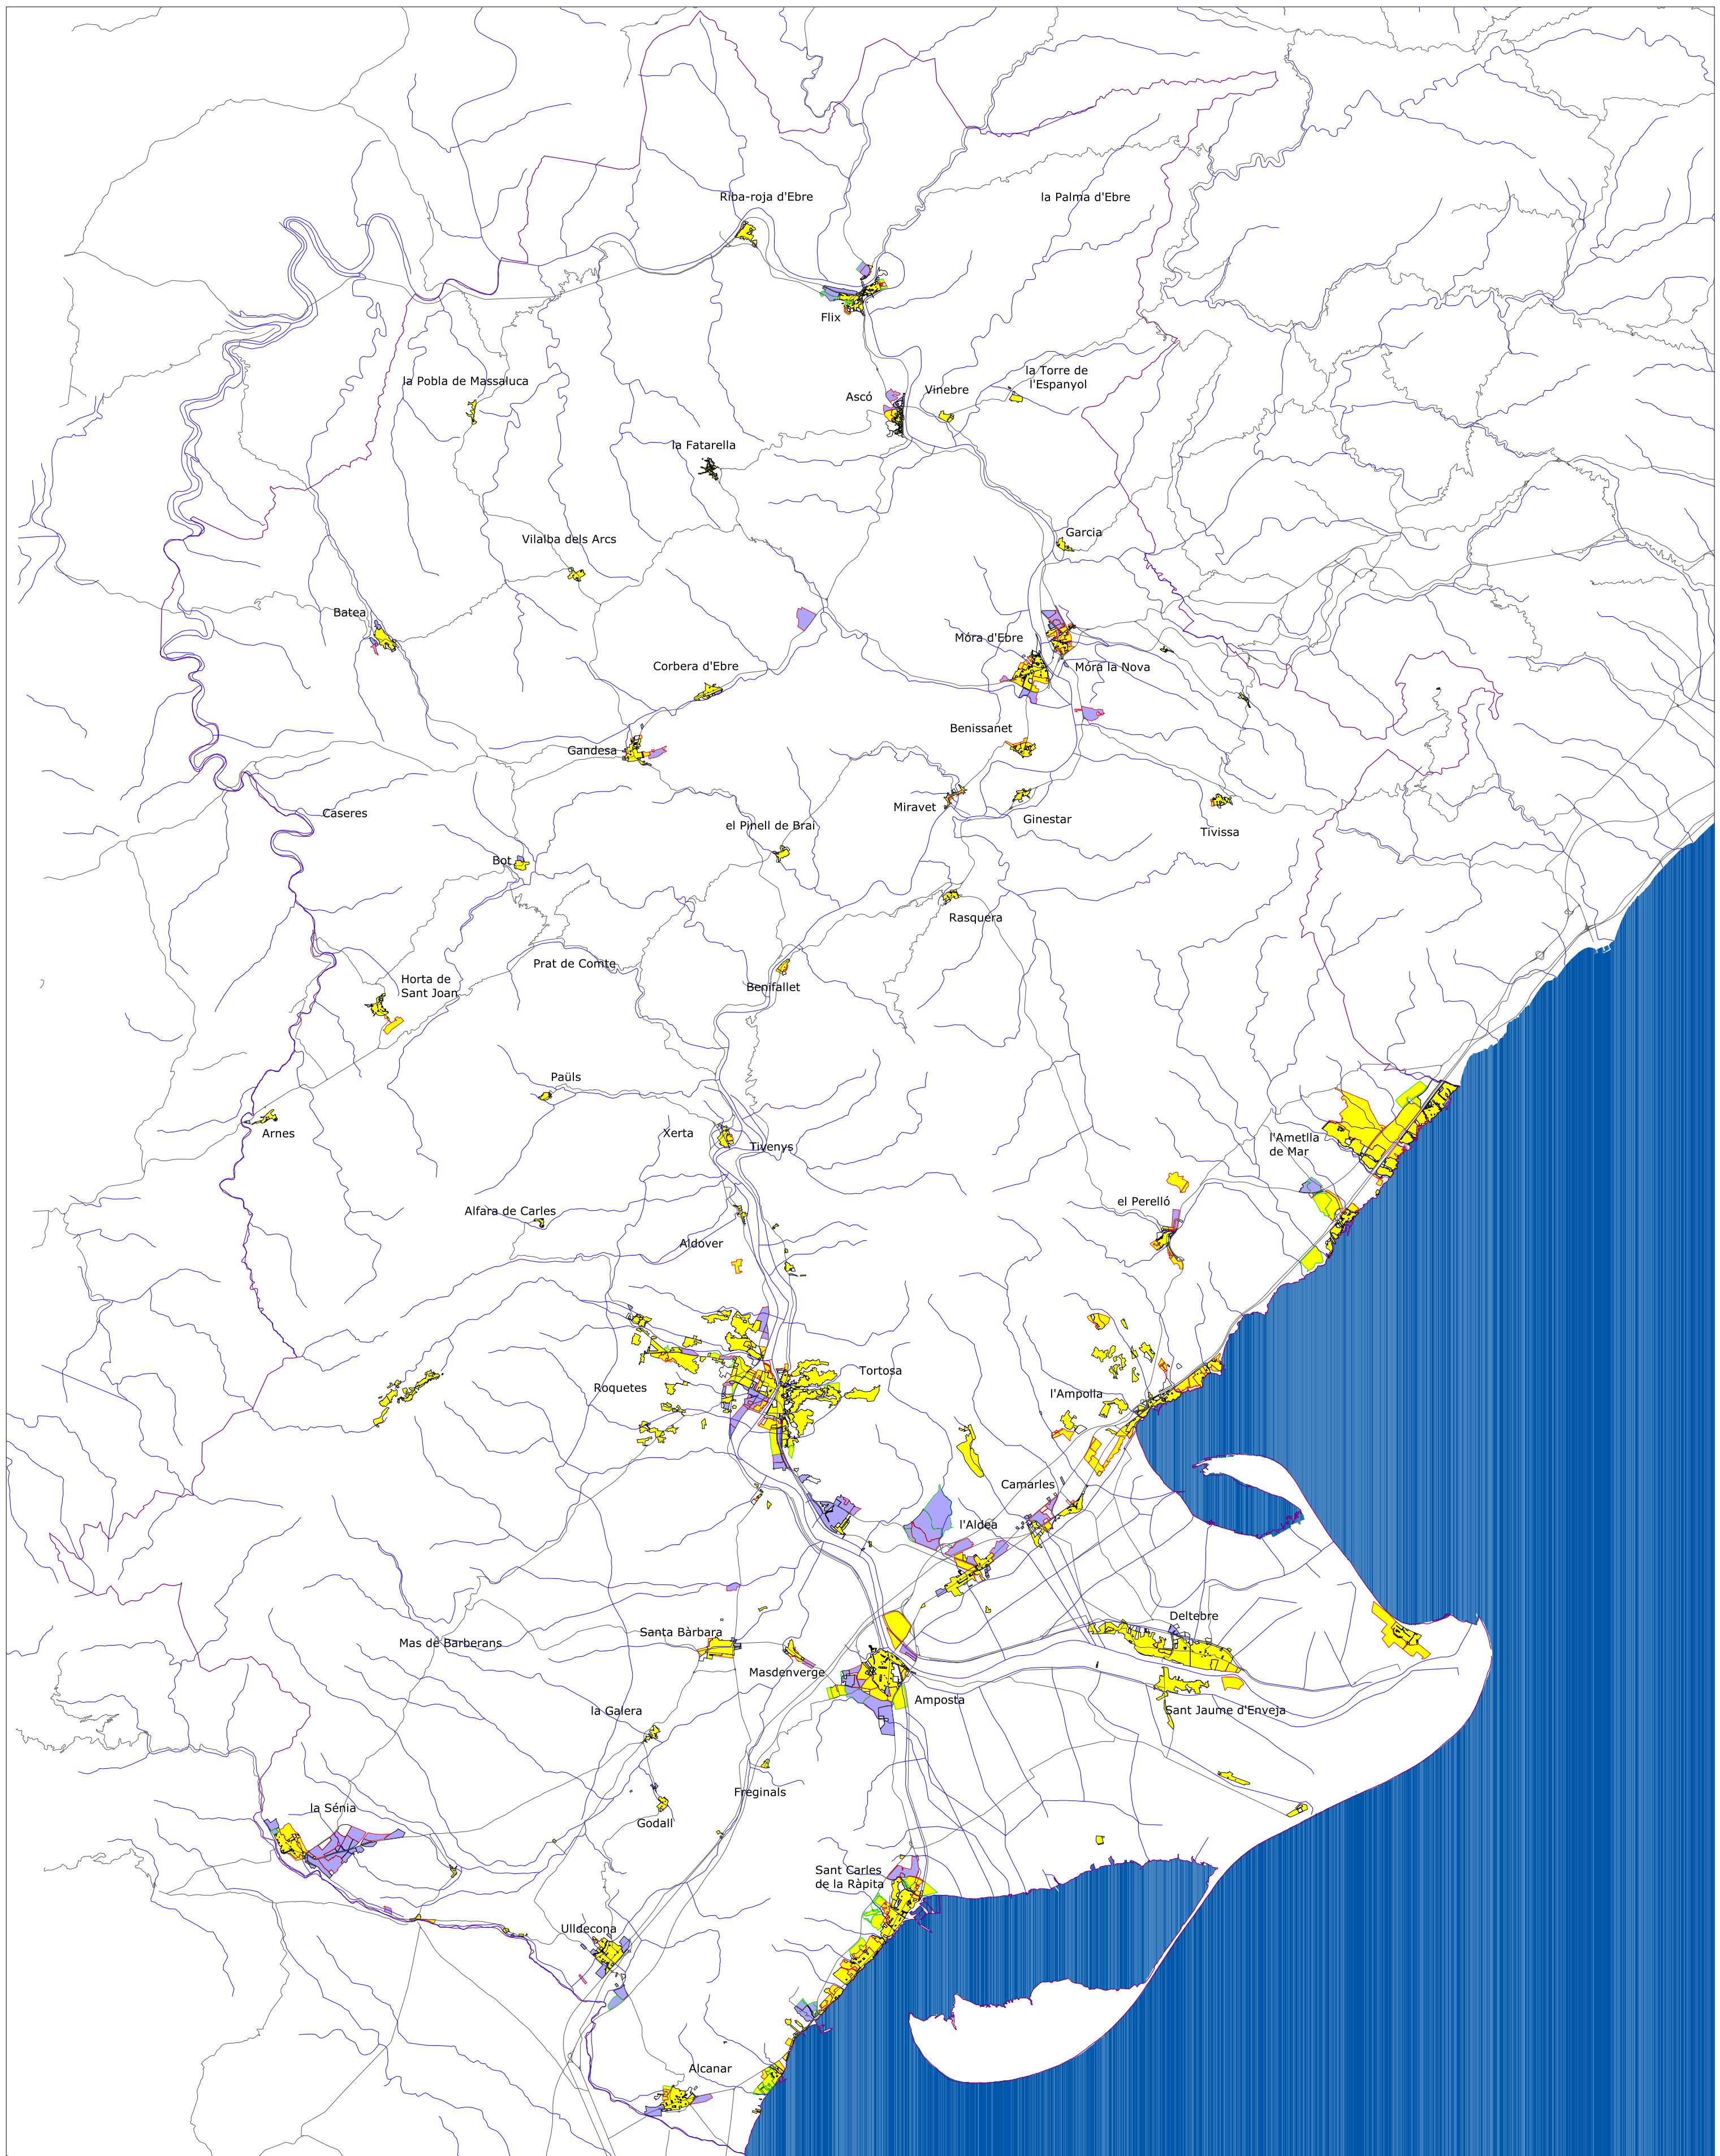 Riba-roja d'Ebre
la Palma d'Ebre
Flix
la Pobla de Massaluca
la Torre de
l'Espanyol
Ascó
Vinebre
la Fatarella
Garcia
Vilalba dels Arcs
Batea
Móra d'Ebre
Corbera d'Ebre
Móra la Nova
Benissanet
Gandesa
Miravet
Caseres
Ginestar
el Pinell de Brai
Tivissa
Bot
Rasquera
Prat de Comte
Horta de
Sant Joan
Benifallet
Paüls
Arnes
Xerta
Tivenys
l'Ametlla
de Mar
el Perelló
Alfara de Carles
Aldover
Tortosa
Roquetes
l'Ampolla
Camarles
l'Aldea
Deltebre
Santa Bàrbara
Mas de Barberans
Masdenverge
Amposta
la Galera
Sant Jaume d'Enveja
Freginals
la Sénia
Godall
Sant Carles
de la Ràpita
Ulldecona
Alcanar